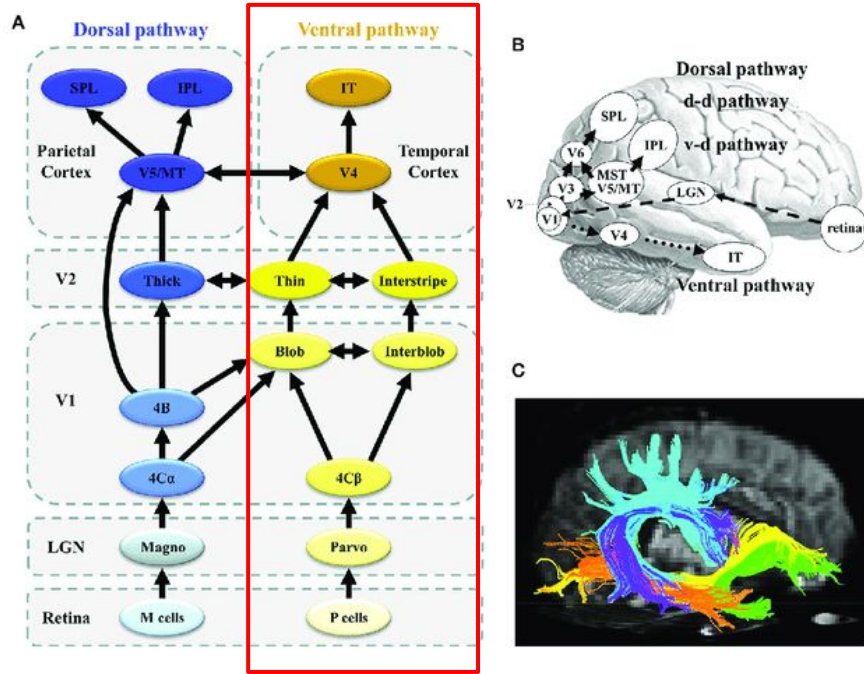 A
Dorsal pathway
Ventral pathway
SPL
IPL
IT
Parietal
Cortex
V5/MT
V4
Temporal
Cortex
V2
Thick
Thin
Interstripe
Blob
Interblob
V1
4B
4Cα
4Cβ
LGN
Magno
Parvo
Retina
M cells
P cells
B
Dorsal pathway
d-d pathway
SPL
v-d pathway
IPL
V6
MST
V3
V5/MT
LGN
V2
V1
retina
V4
IT
Ventral pathway
C